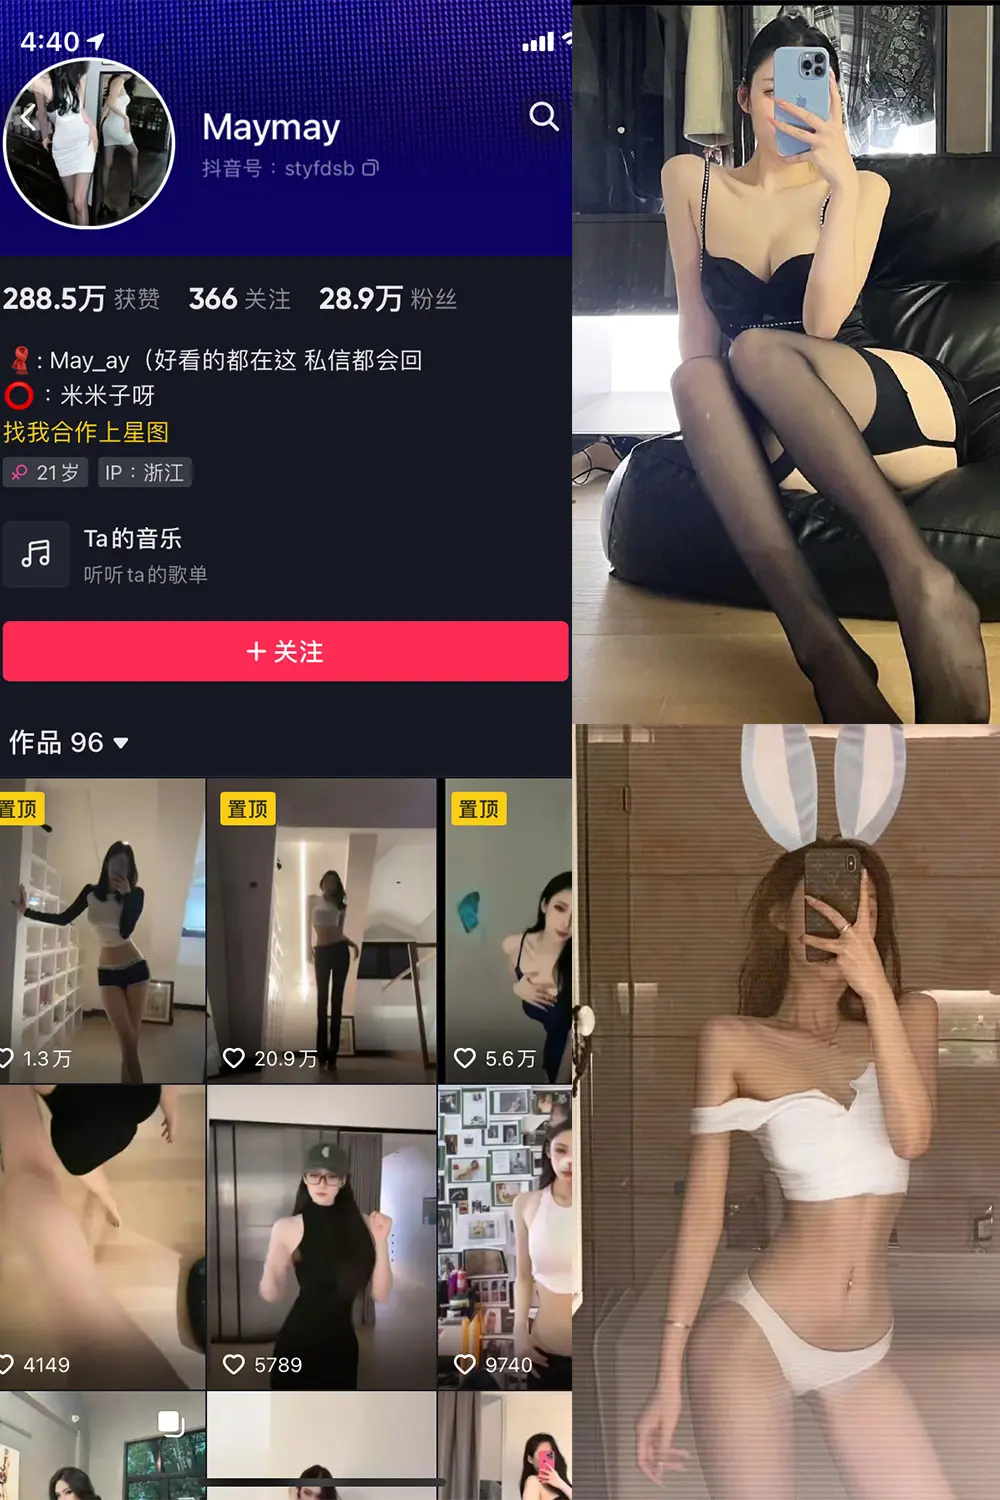 4:40
Maymay
抖音号：styfdsb
288.5万 获赞 366 关注 28.9万 粉丝
: May_ay（好看的都在这 私信都会回
：米米子呀
找我合作上星图
21岁 IP：浙江
Ta的音乐
听听ta的歌单
＋关注
作品 96
置顶 置顶 置顶
1.3万 20.9万 5.6万
4149 5789 9740